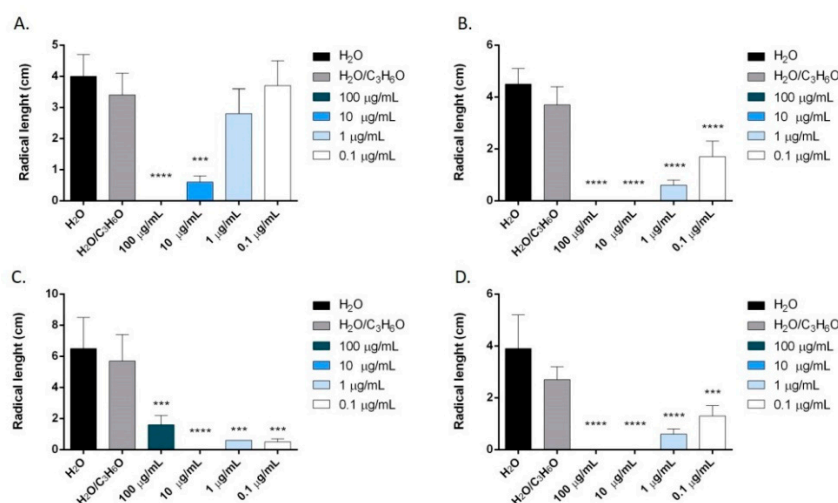 A.
Radical lenght (cm)
5
4
3
2
1
0
****
***
H₂O
H₂O/C₃H₆O
100 µg/mL
10 µg/mL
1 µg/mL
0.1 µg/mL
H₂O
H₂O/C₃H₆O
100 µg/mL
10 µg/mL
1 µg/mL
0.1 µg/mL
B.
Radical lenght (cm)
6
4
2
0
****
****
****
****
H₂O
H₂O/C₃H₆O
100 µg/mL
10 µg/mL
1 µg/mL
0.1 µg/mL
H₂O
H₂O/C₃H₆O
100 µg/mL
10 µg/mL
1 µg/mL
0.1 µg/mL
C.
Radical lenght (cm)
10
8
6
4
2
0
***
****
***
***
H₂O
H₂O/C₃H₆O
100 µg/mL
10 µg/mL
1 µg/mL
0.1 µg/mL
H₂O
H₂O/C₃H₆O
100 µg/mL
10 µg/mL
1 µg/mL
0.1 µg/mL
D.
Radical lenght (cm)
6
4
2
0
****
****
****
***
H₂O
H₂O/C₃H₆O
100 µg/mL
10 µg/mL
1 µg/mL
0.1 µg/mL
H₂O
H₂O/C₃H₆O
100 µg/mL
10 µg/mL
1 µg/mL
0.1 µg/mL